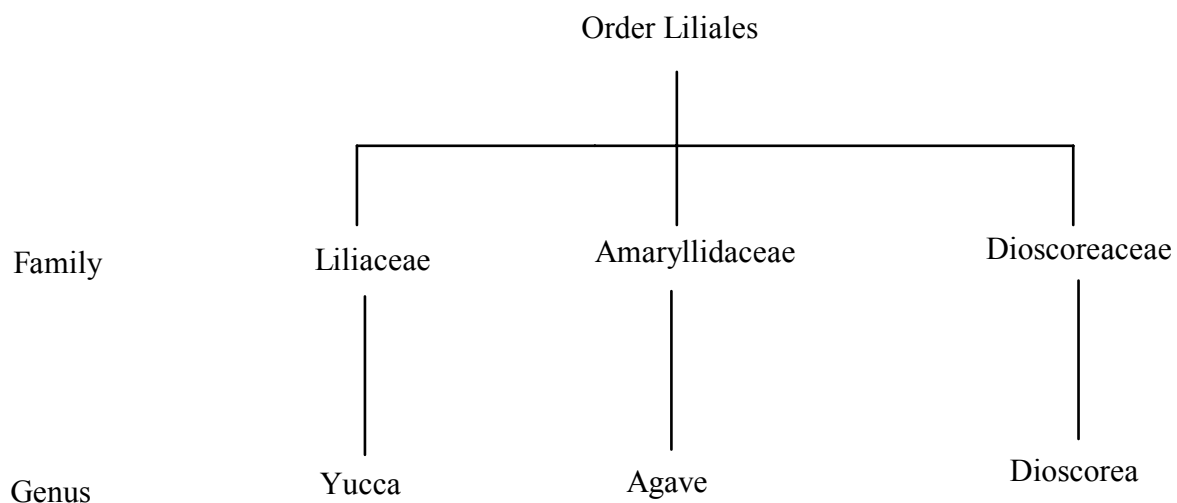 Order Liliales
Family Liliaceae Amaryllidaceae Dioscoreaceae
Genus Yucca Agave Dioscorea